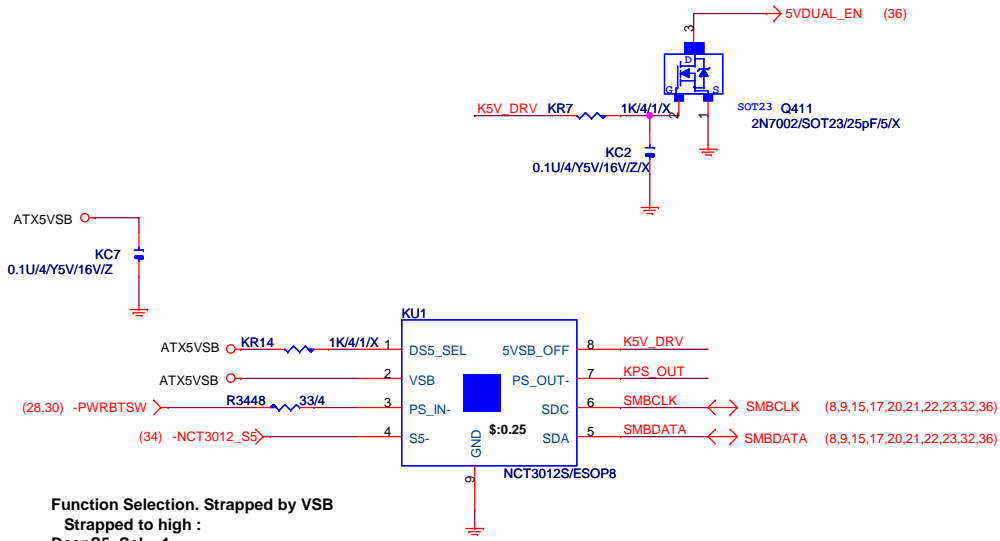 5VDUAL_EN (36)
3
D
G
S
K5V_DRV KR7 1K/4/1/X
2
1
SOT23 Q411
2N7002/SOT23/25pF/5/X
KC2
0.1U/4/Y5V/16V/Z/X
ATX5VSB
KC7
0.1U/4/Y5V/16V/Z
KU1
ATX5VSB KR14 1K/4/1/X 1 DS5_SEL 5VSB_OFF 8 K5V_DRV
ATX5VSB 2 VSB PS_OUT- 7 KPS_OUT
(28,30) -PWRBTSW R3448 33/4 3 PS_IN- SDC 6 SMBCLK SMBCLK (8,9,15,17,20,21,22,23,32,36)
(34) -NCT3012_S5 4 S5- GND $:0.25 SDA 5 SMBDATA SMBDATA (8,9,15,17,20,21,22,23,32,36)
9
NCT3012S/ESOP8
Function Selection. Strapped by VSB
Strapped to high :